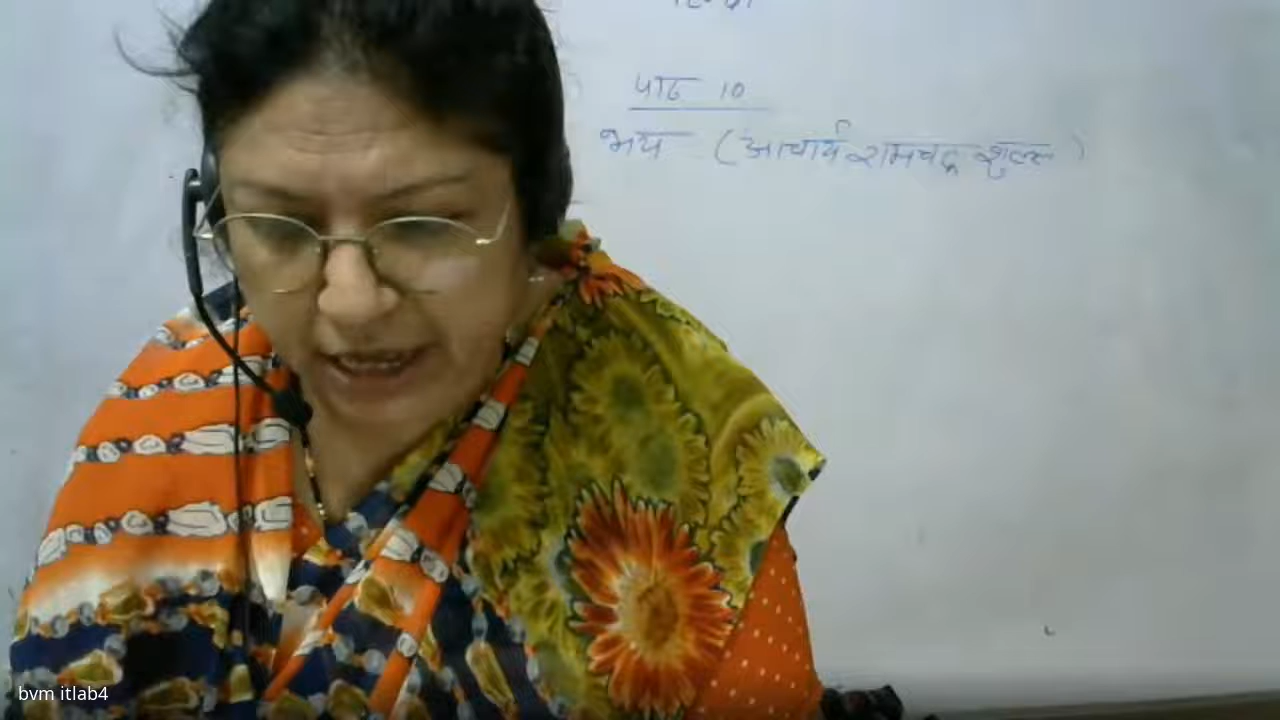 हिन्दी
पाठ 10
भय (आचार्य रामचंद्र शुक्ल)
bvm itlab4